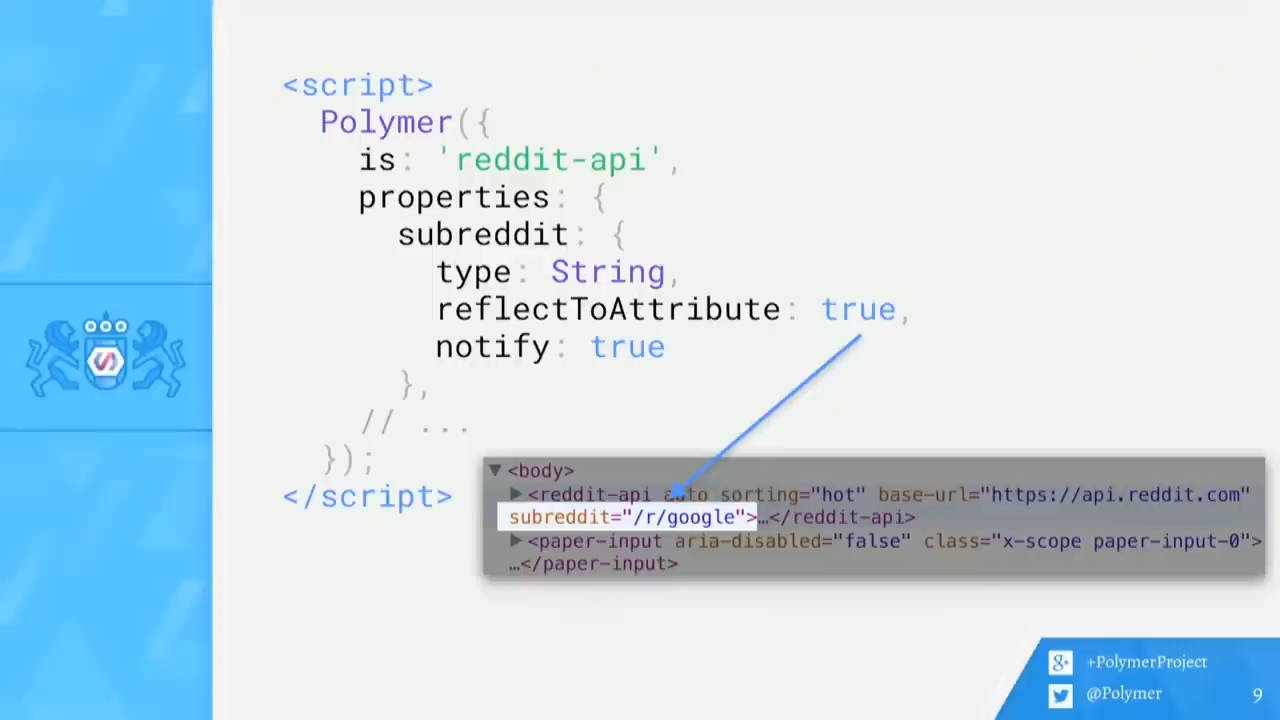 <script>
Polymer({
is: 'reddit-api',
properties: {
subreddit: {
type: String,
reflectToAttribute: true,
notify: true
},
// ...
});
</script>
▼<body>
▶<reddit-api auto sorting="hot" base-url="https://api.reddit.com"
subreddit="/r/google">…</reddit-api>
▶<paper-input aria-disabled="false" class="x-scope paper-input-0">
…</paper-input>
+PolymerProject
@Polymer
9